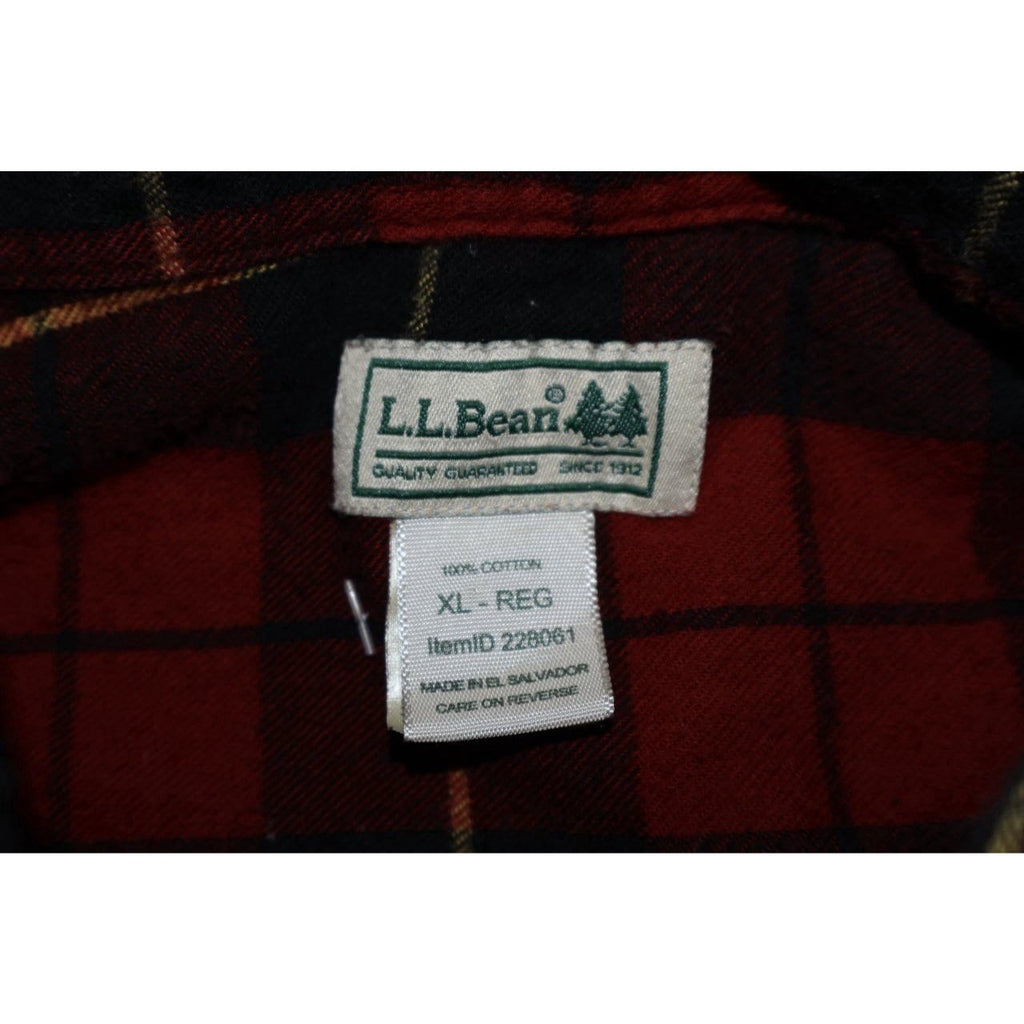 L.L.Bean®
QUALITY GUARANTEED SINCE 1912
100% COTTON
XL - REG
ItemID 228061
MADE IN EL SALVADOR
CARE ON REVERSE